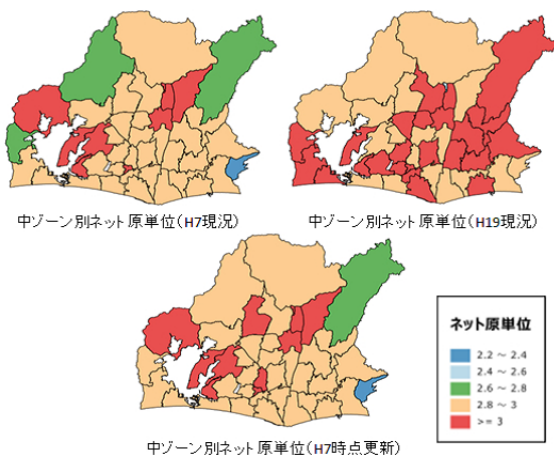 中ゾーン別ネット原単位(H7現況)
中ゾーン別ネット原単位(H19現況)
中ゾーン別ネット原単位(H7時点更新)
ネット原単位
2.2 ~ 2.4
2.4 ~ 2.6
2.6 ~ 2.8
2.8 ~ 3
>= 3